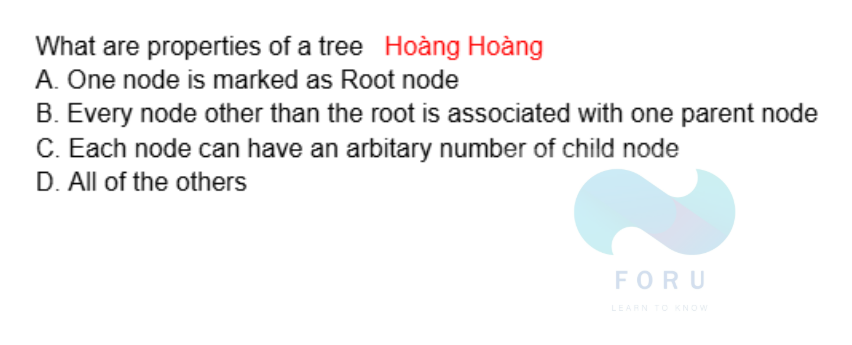 What are properties of a tree Hoàng Hoàng
A. One node is marked as Root node
B. Every node other than the root is associated with one parent node
C. Each node can have an arbitary number of child node
D. All of the others
FORU
LEARN TO KNOW